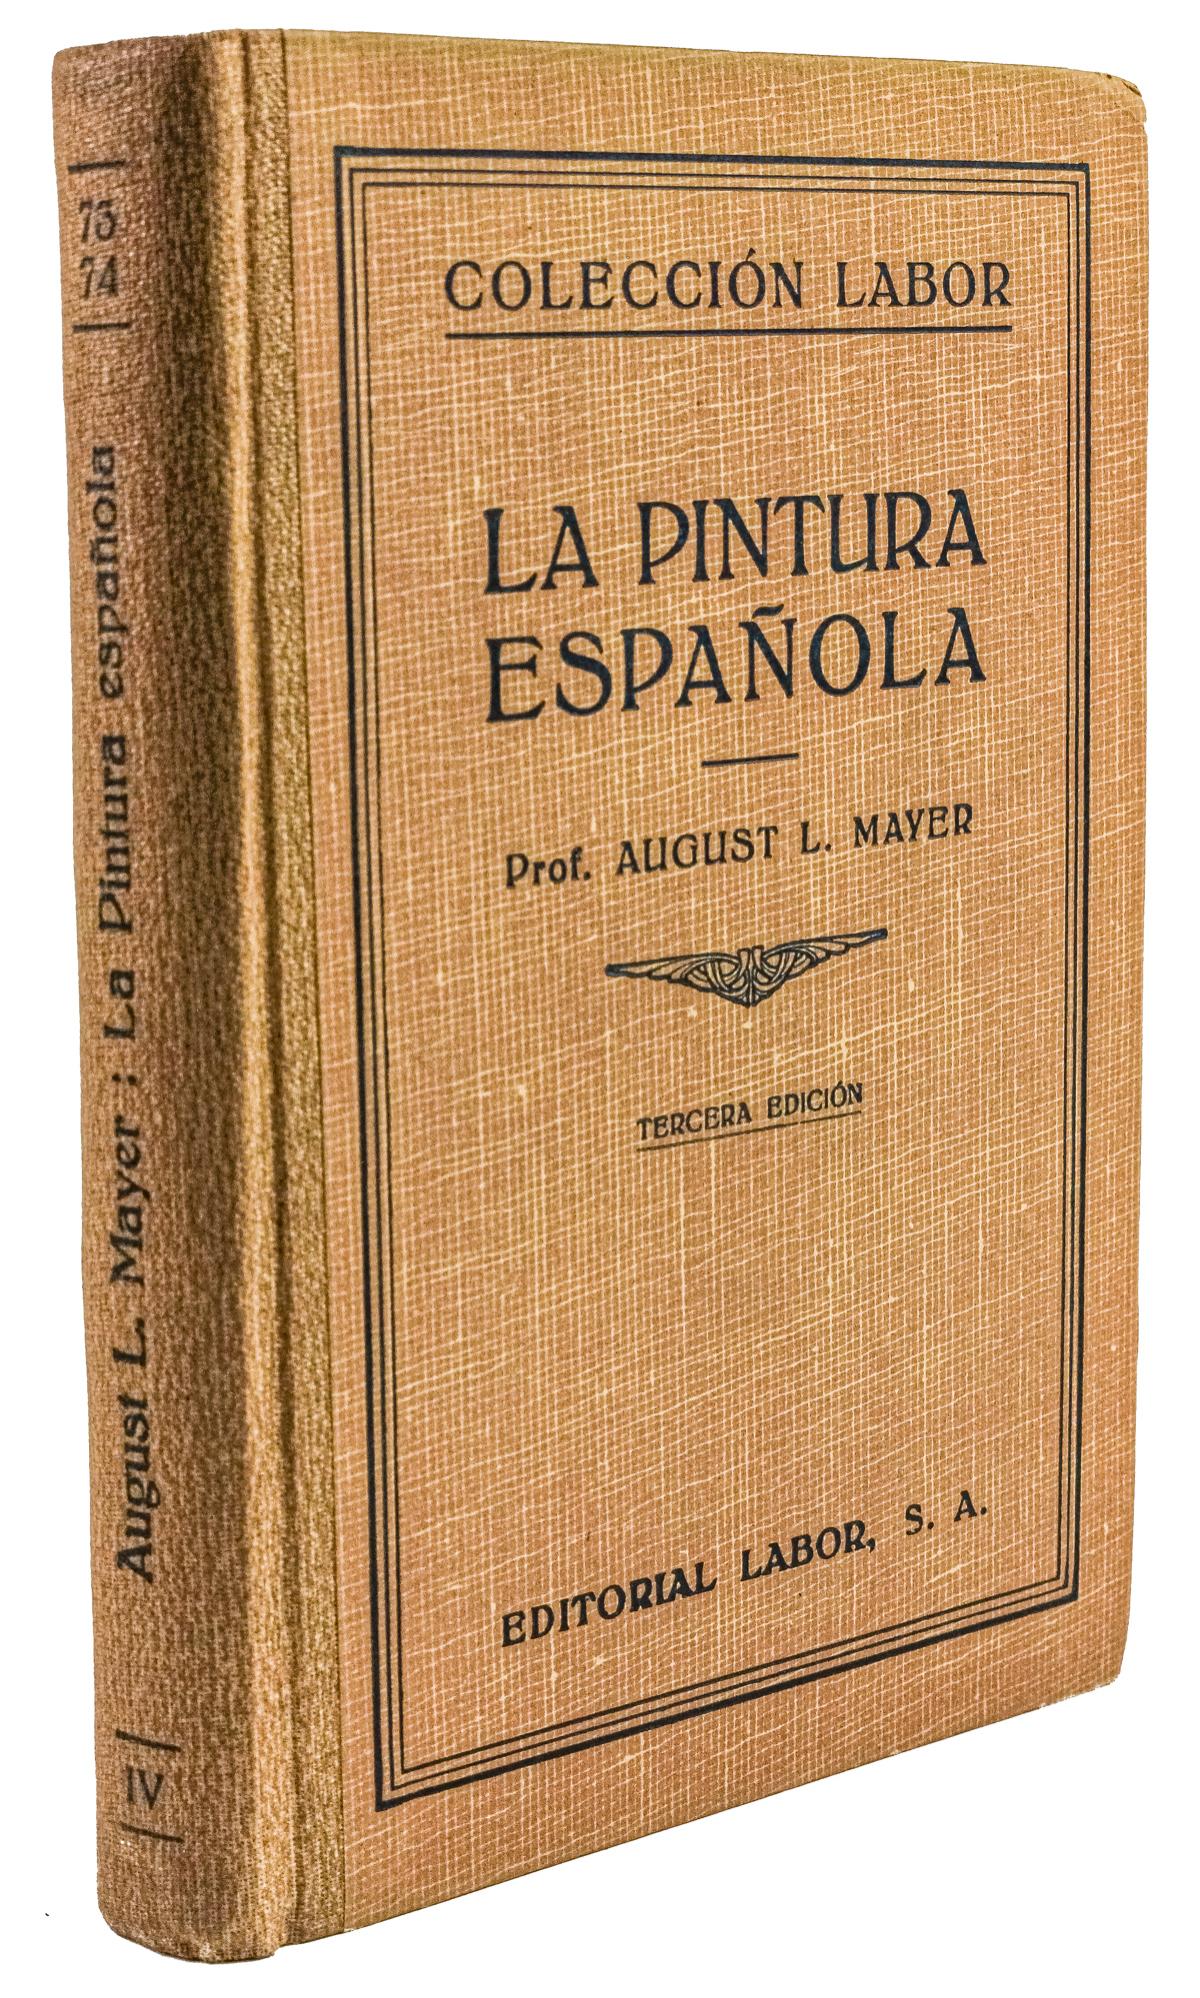 COLECCIÓN LABOR
LA PINTURA
ESPAÑOLA
Prof. AUGUST L. MAYER
TERCERA EDICIÓN
EDITORIAL LABOR, S. A.
73
74
August L. Mayer : La Pintura española
IV